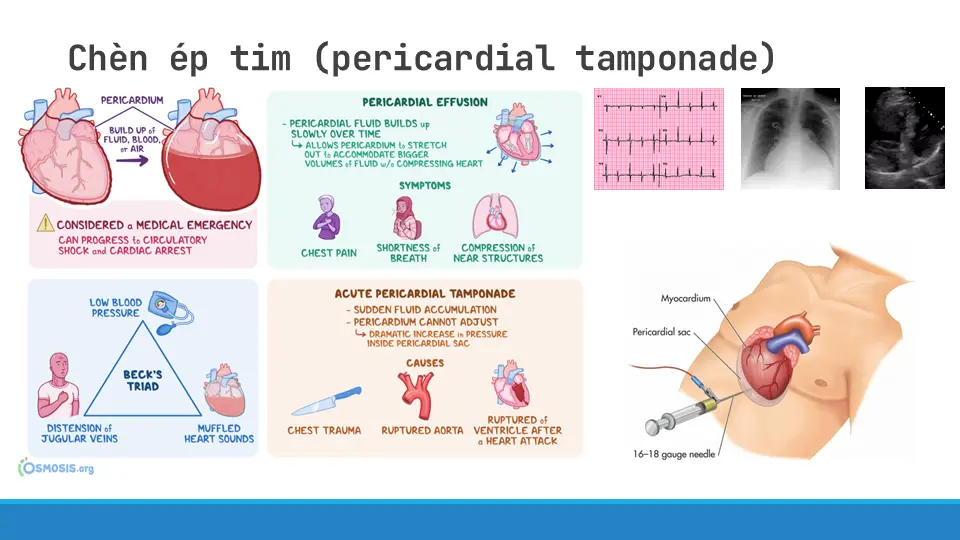 Chèn ép tim (pericardial tamponade)
PERICARDIUM
BUILD UP of
FLUID, BLOOD,
or AIR
CONSIDERED a MEDICAL EMERGENCY
CAN PROGRESS to CIRCULATORY
SHOCK and CARDIAC ARREST
PERICARDIAL EFFUSION
- PERICARDIAL FLUID BUILDS up
SLOWLY OVER TIME
↳ ALLOWS PERICARDIUM to STRETCH
OUT to ACCOMMODATE BIGGER
VOLUMES of FLUID w/o COMPRESSING HEART
SYMPTOMS
CHEST PAIN
SHORTNESS of
BREATH
COMPRESSION of
NEAR STRUCTURES
LOW BLOOD
PRESSURE
BECK'S
TRIAD
DISTENSION of
JUGULAR VEINS
MUFFLED
HEART SOUNDS
ACUTE PERICARDIAL TAMPONADE
- SUDDEN FLUID ACCUMULATION
- PERICARDIUM CANNOT ADJUST
↳ DRAMATIC INCREASE in PRESSURE
INSIDE PERICARDIAL SAC
CAUSES
CHEST TRAUMA
RUPTURED AORTA
RUPTURED of
VENTRICLE AFTER
a HEART ATTACK
OSMOSIS.org
Myocardium
Pericardial sac
16–18 gauge needle